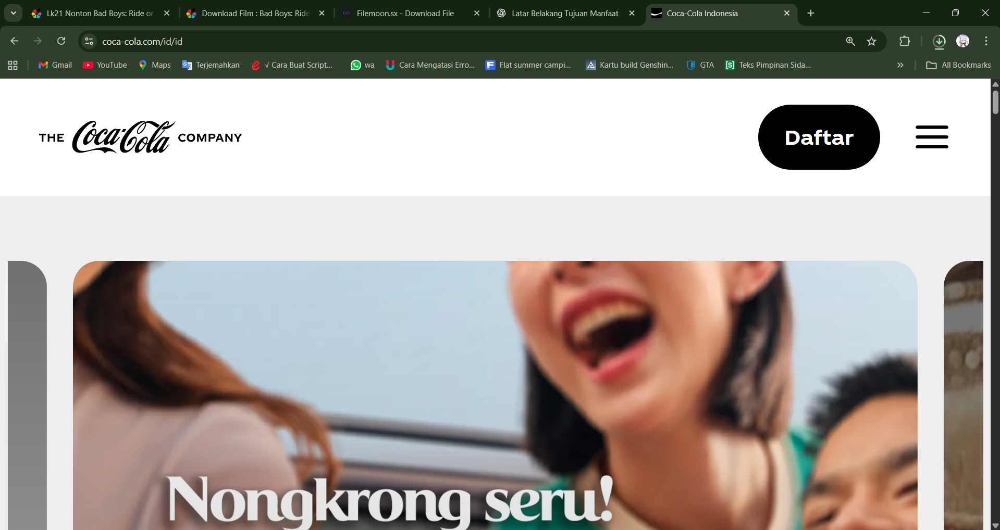 Lk21 Nonton Bad Boys: Ride or
Download Film : Bad Boys: Ride
Filemoon.sx - Download File
Latar Belakang Tujuan Manfaat
Coca-Cola Indonesia
coca-cola.com/id/id
Gmail
YouTube
Maps
Terjemahkan
√ Cara Buat Script...
wa
Cara Mengatasi Erro...
Flat summer campi...
Kartu build Genshin...
GTA
[S]
Teks Pimpinan Sida...
All Bookmarks
THE Coca-Cola COMPANY
Daftar
Nongkrong seru!